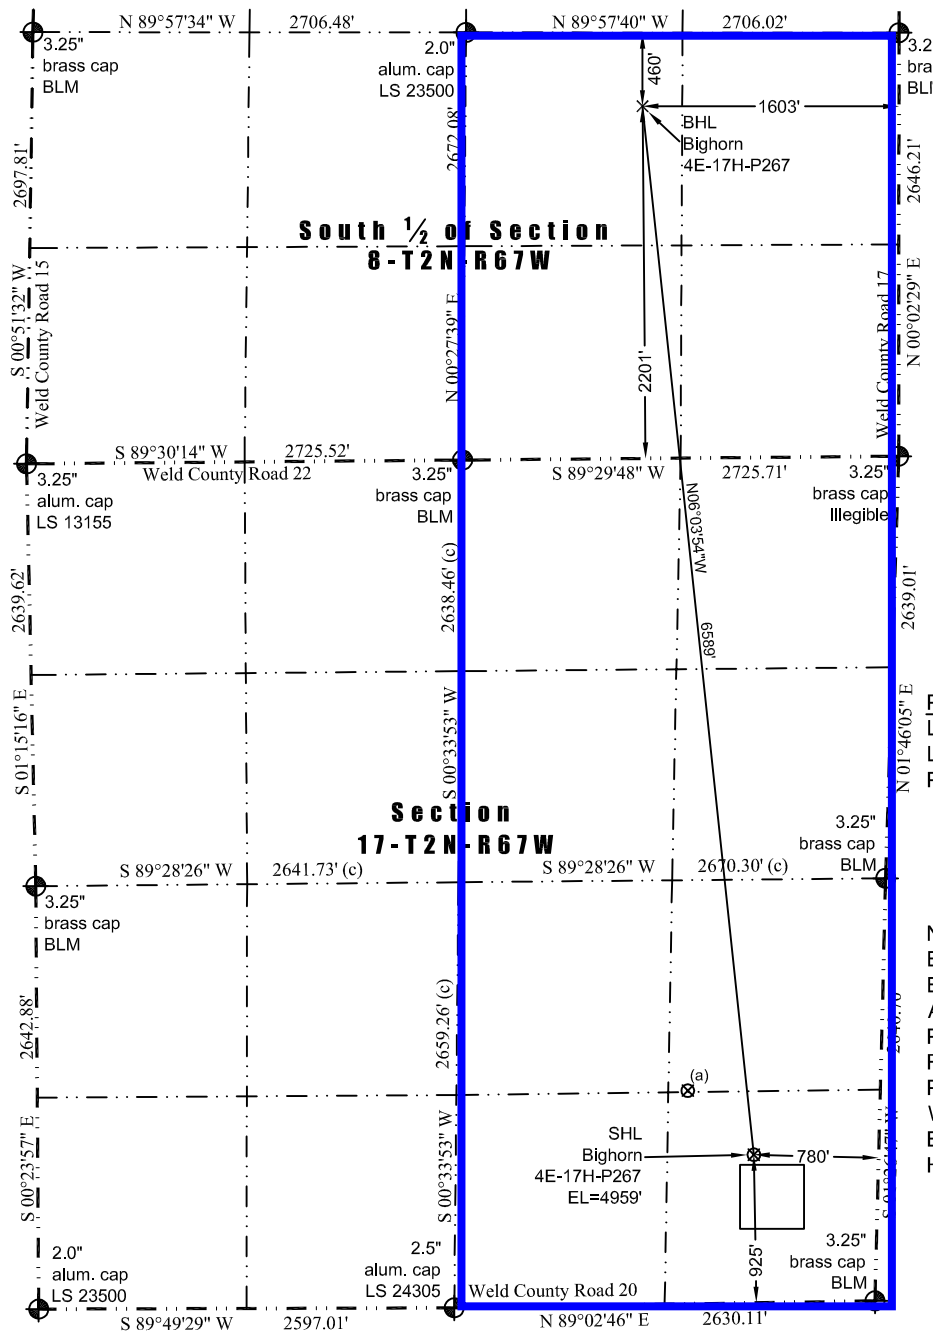 N 89°57'34" W 2706.48'
N 89°57'40" W 2706.02'
3.25"
brass cap
BLM
2.0"
alum. cap
LS 23500
460'
1603'
BHL
Bighorn
4E-17H-P267
2697.81'
2672.08'
2646.21'
South ½ of Section
8-T2N-R67W
S 00°51'32" W
Weld County Road 15
N 00°27'39" E
2201'
Weld County Road 17
N 00°02'29" E
S 89°30'14" W 2725.52'
Weld County Road 22
S 89°29'48" W 2725.71'
3.25"
alum. cap
LS 13155
3.25"
brass cap
BLM
3.25"
brass cap
Illegible
N06°03'54"W
6589'
2639.62'
2638.46' (c)
2639.01'
S 01°15'16" E
S 00°33'53" W
N 01°46'05" E
Section
17-T2N-R67W
3.25"
brass cap
BLM
S 89°28'26" W 2641.73' (c)
S 89°28'26" W 2670.30' (c)
3.25"
brass cap
BLM
2642.88'
2659.26' (c)
(a)
SHL
Bighorn
4E-17H-P267
EL=4959'
780'
925'
S 00°23'57" E
S 00°33'53" W
2.0"
alum. cap
LS 23500
2.5"
alum. cap
LS 24305
3.25"
brass cap
BLM
Weld County Road 20
S 89°49'29" W 2597.01'
N 89°02'46" E 2630.11'